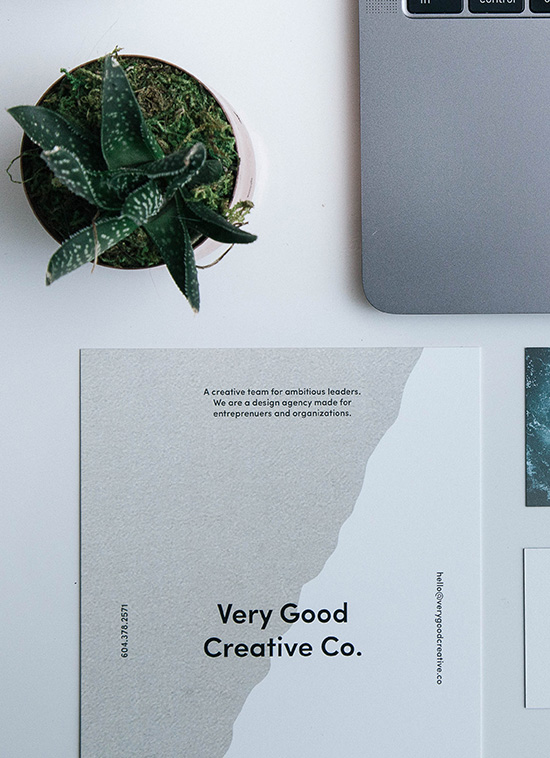 control
A creative team for ambitious leaders.
We are a design agency made for
entreprenuers and organizations.
604.378.2571
hello@verygoodcreative.co
Very Good
Creative Co.